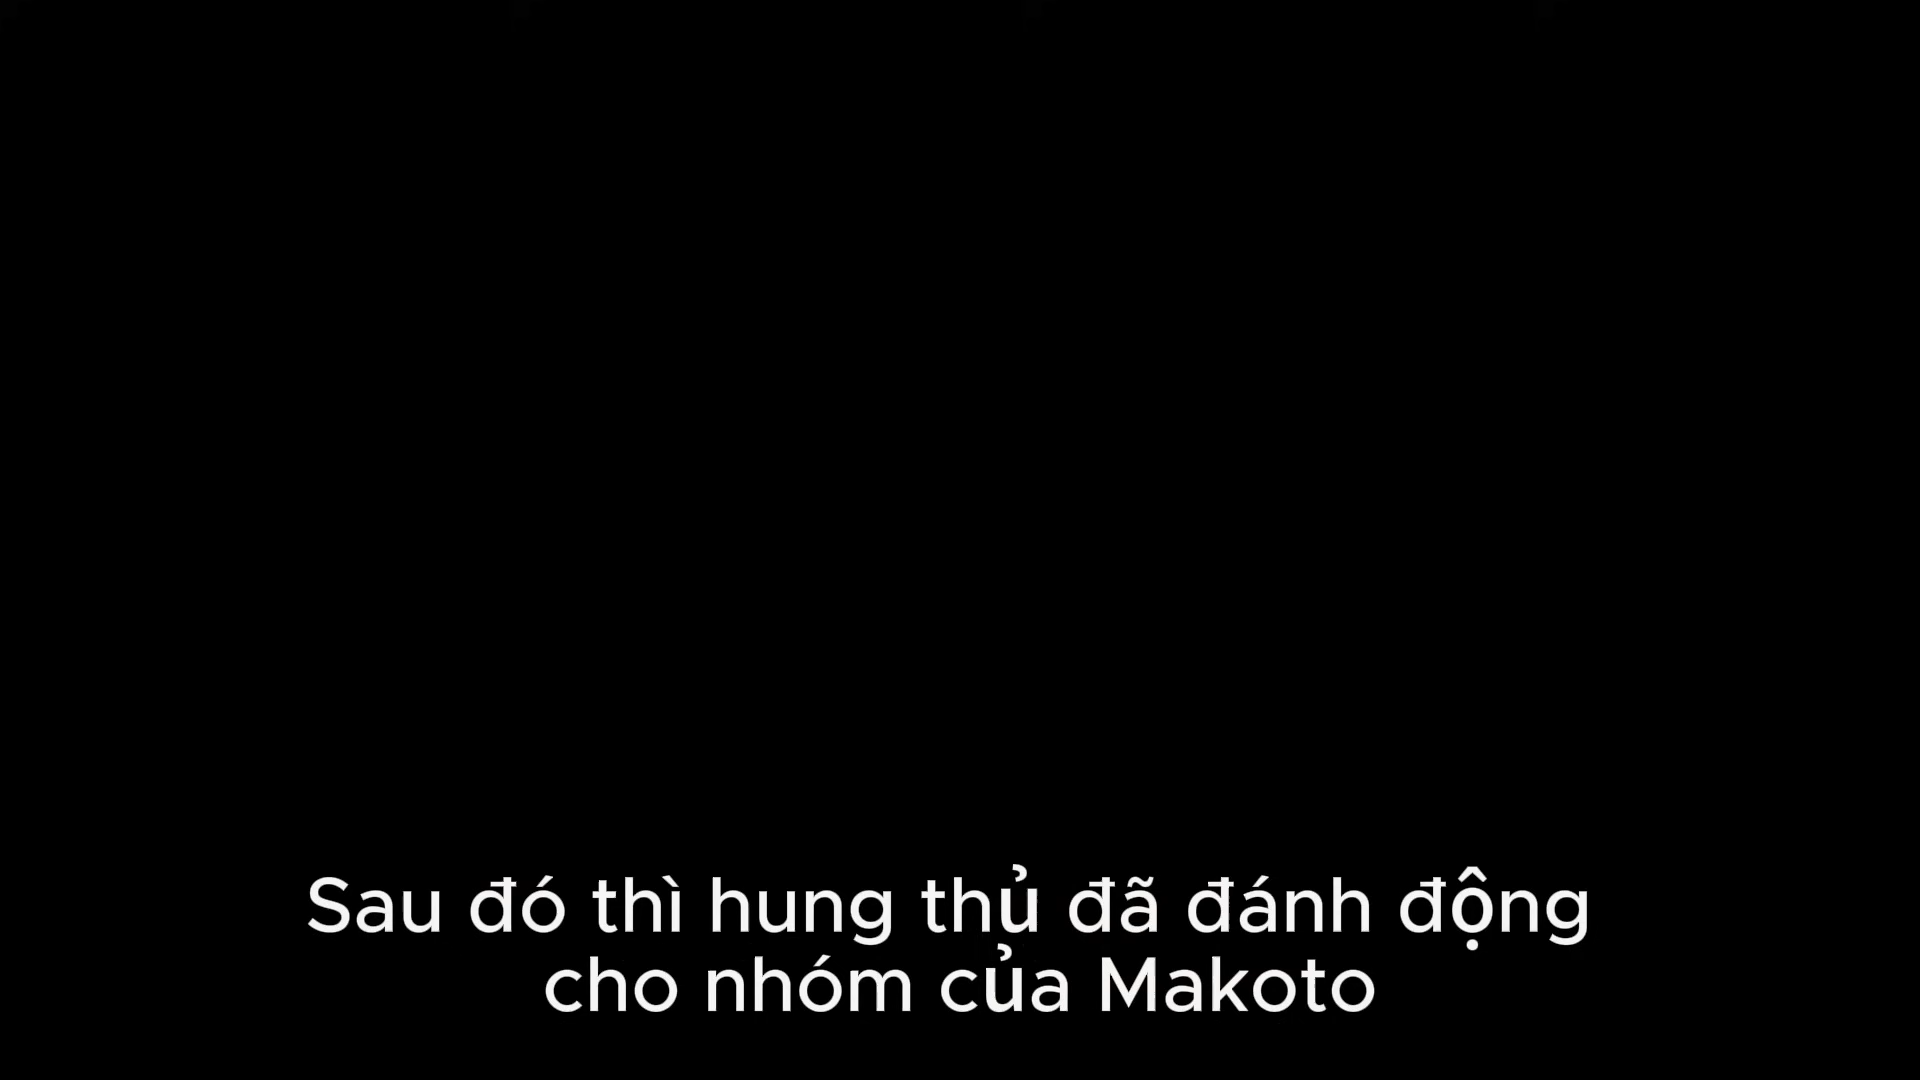 Sau đó thì hung thủ đã đánh động
cho nhóm của Makoto